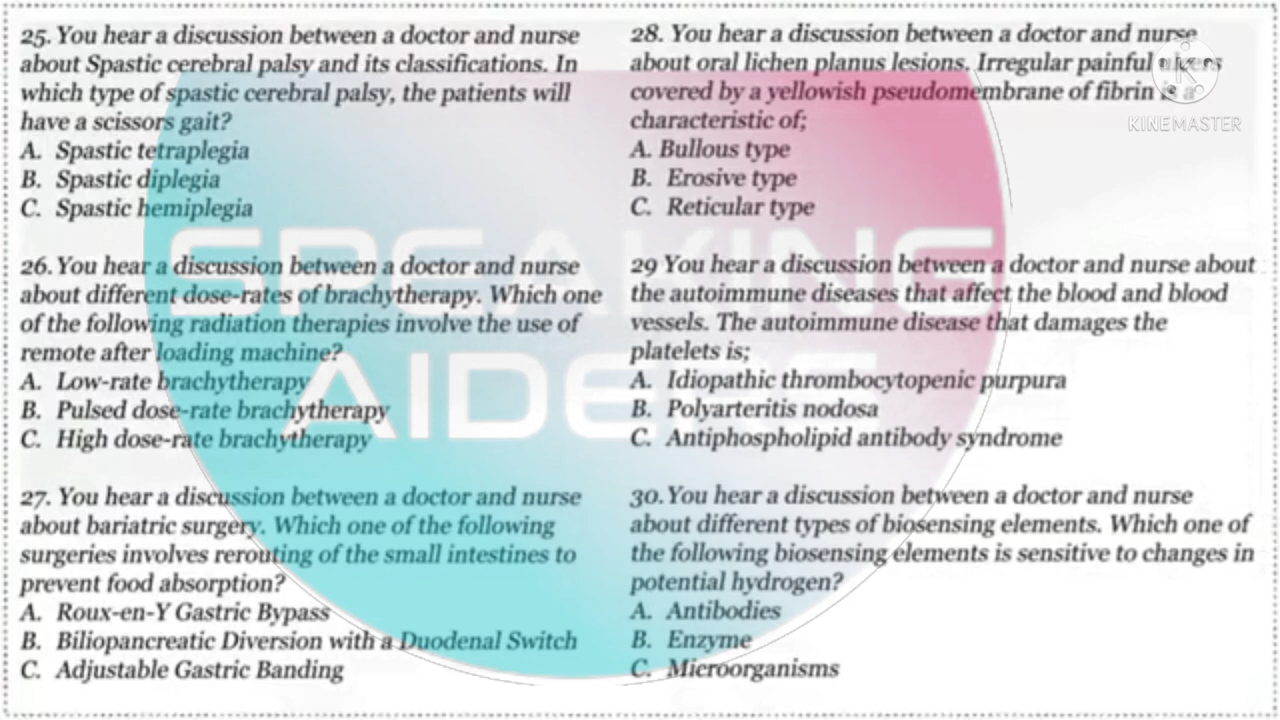 25. You hear a discussion between a doctor and nurse
about Spastic cerebral palsy and its classifications. In
which type of spastic cerebral palsy, the patients will
have a scissors gait?
A. Spastic tetraplegia
B. Spastic diplegia
C. Spastic hemiplegia
26. You hear a discussion between a doctor and nurse
about different dose-rates of brachytherapy. Which one
of the following radiation therapies involve the use of
remote after loading machine?
A. Low-rate brachytherapy
B. Pulsed dose-rate brachytherapy
C. High dose-rate brachytherapy
27. You hear a discussion between a doctor and nurse
about bariatric surgery. Which one of the following
surgeries involves rerouting of the small intestines to
prevent food absorption?
A. Roux-en-Y Gastric Bypass
B. Biliopancreatic Diversion with a Duodenal Switch
C. Adjustable Gastric Banding
28. You hear a discussion between a doctor and nurse
about oral lichen planus lesions. Irregular painful ulvers
covered by a yellowish pseudomembrane of fibrin is a
characteristic of;
A. Bullous type
B. Erosive type
C. Reticular type
29 You hear a discussion between a doctor and nurse about
the autoimmune diseases that affect the blood and blood
vessels. The autoimmune disease that damages the
platelets is;
A. Idiopathic thrombocytopenic purpura
B. Polyarteritis nodosa
C. Antiphospholipid antibody syndrome
30. You hear a discussion between a doctor and nurse
about different types of biosensing elements. Which one of
the following biosensing elements is sensitive to changes in
potential hydrogen?
A. Antibodies
B. Enzyme
C. Microorganisms
SPEAKING
AIDERS
K
KINEMASTER